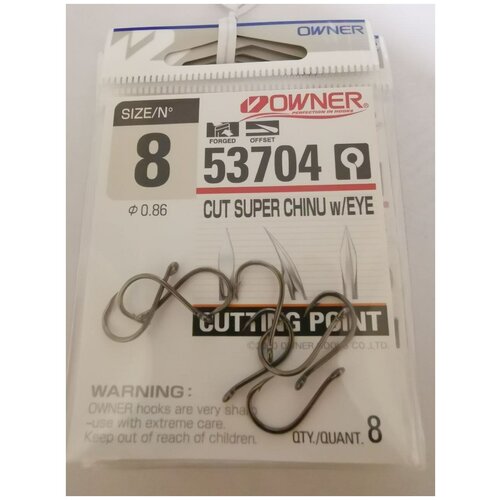 OWNER
SIZE/N°
8
φ 0.86
OWNER®
PERFECTION IN HOOKS
FORGED OFFSET
53704
CUT SUPER CHINU w/EYE
CUTTING POINT
CO., LTD.
WARNING:
OWNER hooks are very sharp
–use with extreme care.
Keep out of reach of children.
QTY./QUANT. 8